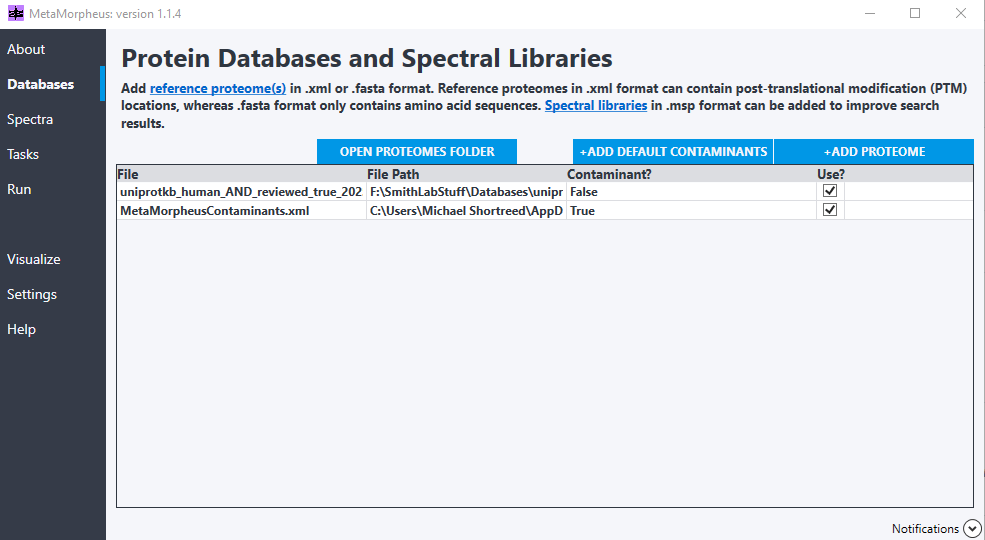 MetaMorpheus: version 1.1.4
About
Databases
Spectra
Tasks
Run
Visualize
Settings
Help
Protein Databases and Spectral Libraries
Add reference proteome(s) in .xml or .fasta format. Reference proteomes in .xml format can contain post-translational modification (PTM)
locations, whereas .fasta format only contains amino acid sequences. Spectral libraries in .msp format can be added to improve search
results.
OPEN PROTEOMES FOLDER +ADD DEFAULT CONTAMINANTS +ADD PROTEOME
File File Path Contaminant? Use?
uniprotkb_human_AND_reviewed_true_202 F:\SmithLabStuff\Databases\unipr False
MetaMorpheusContaminants.xml C:\Users\Michael Shortreed\AppD True
Notifications